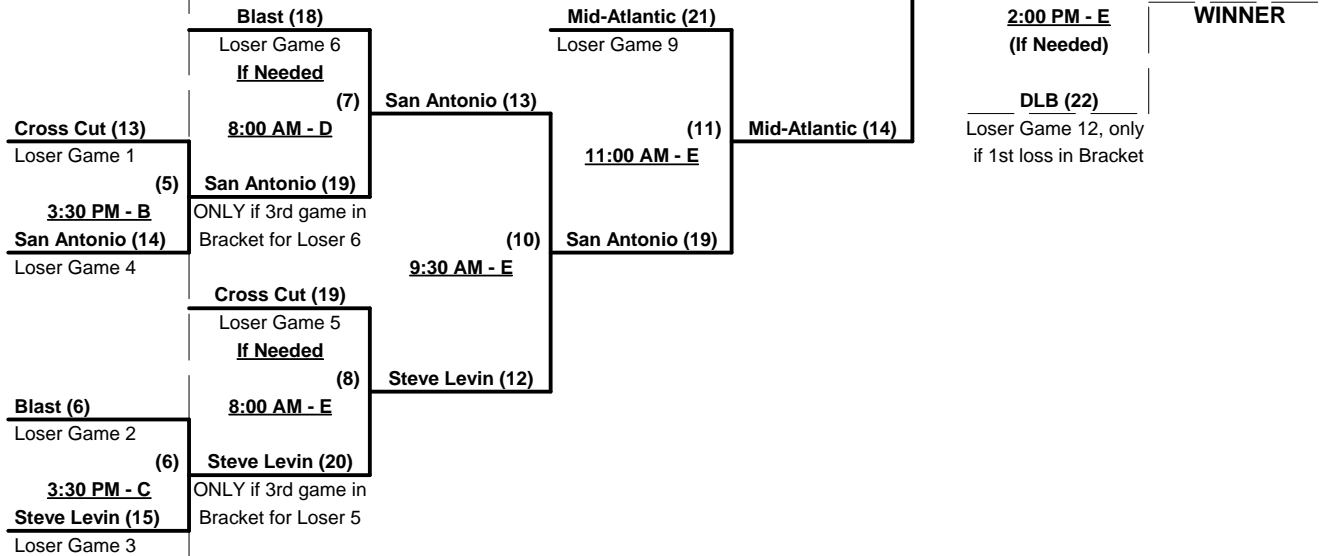 Blast (18)
Loser Game 6
If Needed
(7)
8:00 AM - D
San Antonio (13)
Cross Cut (13)
Loser Game 1
(5)
3:30 PM - B
San Antonio (14)
Loser Game 4
San Antonio (19)
ONLY if 3rd game in
Bracket for Loser 6
Cross Cut (19)
Loser Game 5
If Needed
(8)
8:00 AM - E
Steve Levin (12)
Blast (6)
Loser Game 2
(6)
3:30 PM - C
Steve Levin (15)
Loser Game 3
Steve Levin (20)
ONLY if 3rd game in
Bracket for Loser 5
(10)
9:30 AM - E
Mid-Atlantic (21)
Loser Game 9
(11)
11:00 AM - E
San Antonio (19)
Mid-Atlantic (14)
2:00 PM - E
(If Needed)
WINNER
DLB (22)
Loser Game 12, only
if 1st loss in Bracket